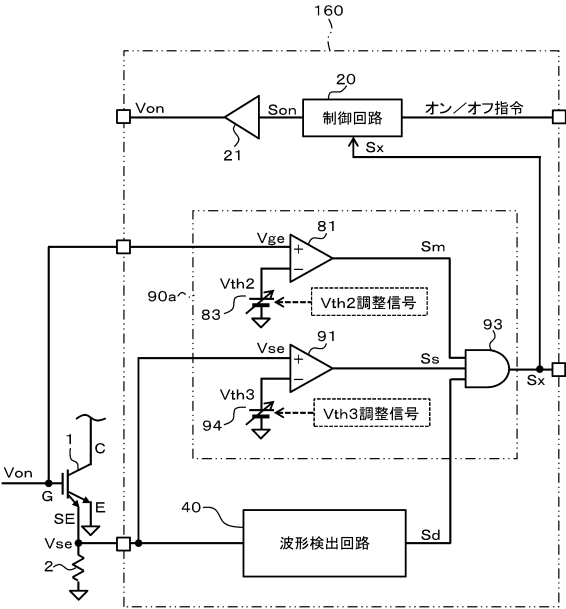 160
20
Von
Son
制御回路
オン／オフ指令
21
Sx
81
Vge
+
−
Sm
Vth2
90a
83
Vth2調整信号
91
93
Vse
+
−
Ss
Sx
Vth3
94
Vth3調整信号
1
C
Von
G
E
SE
40
Vse
波形検出回路
Sd
2